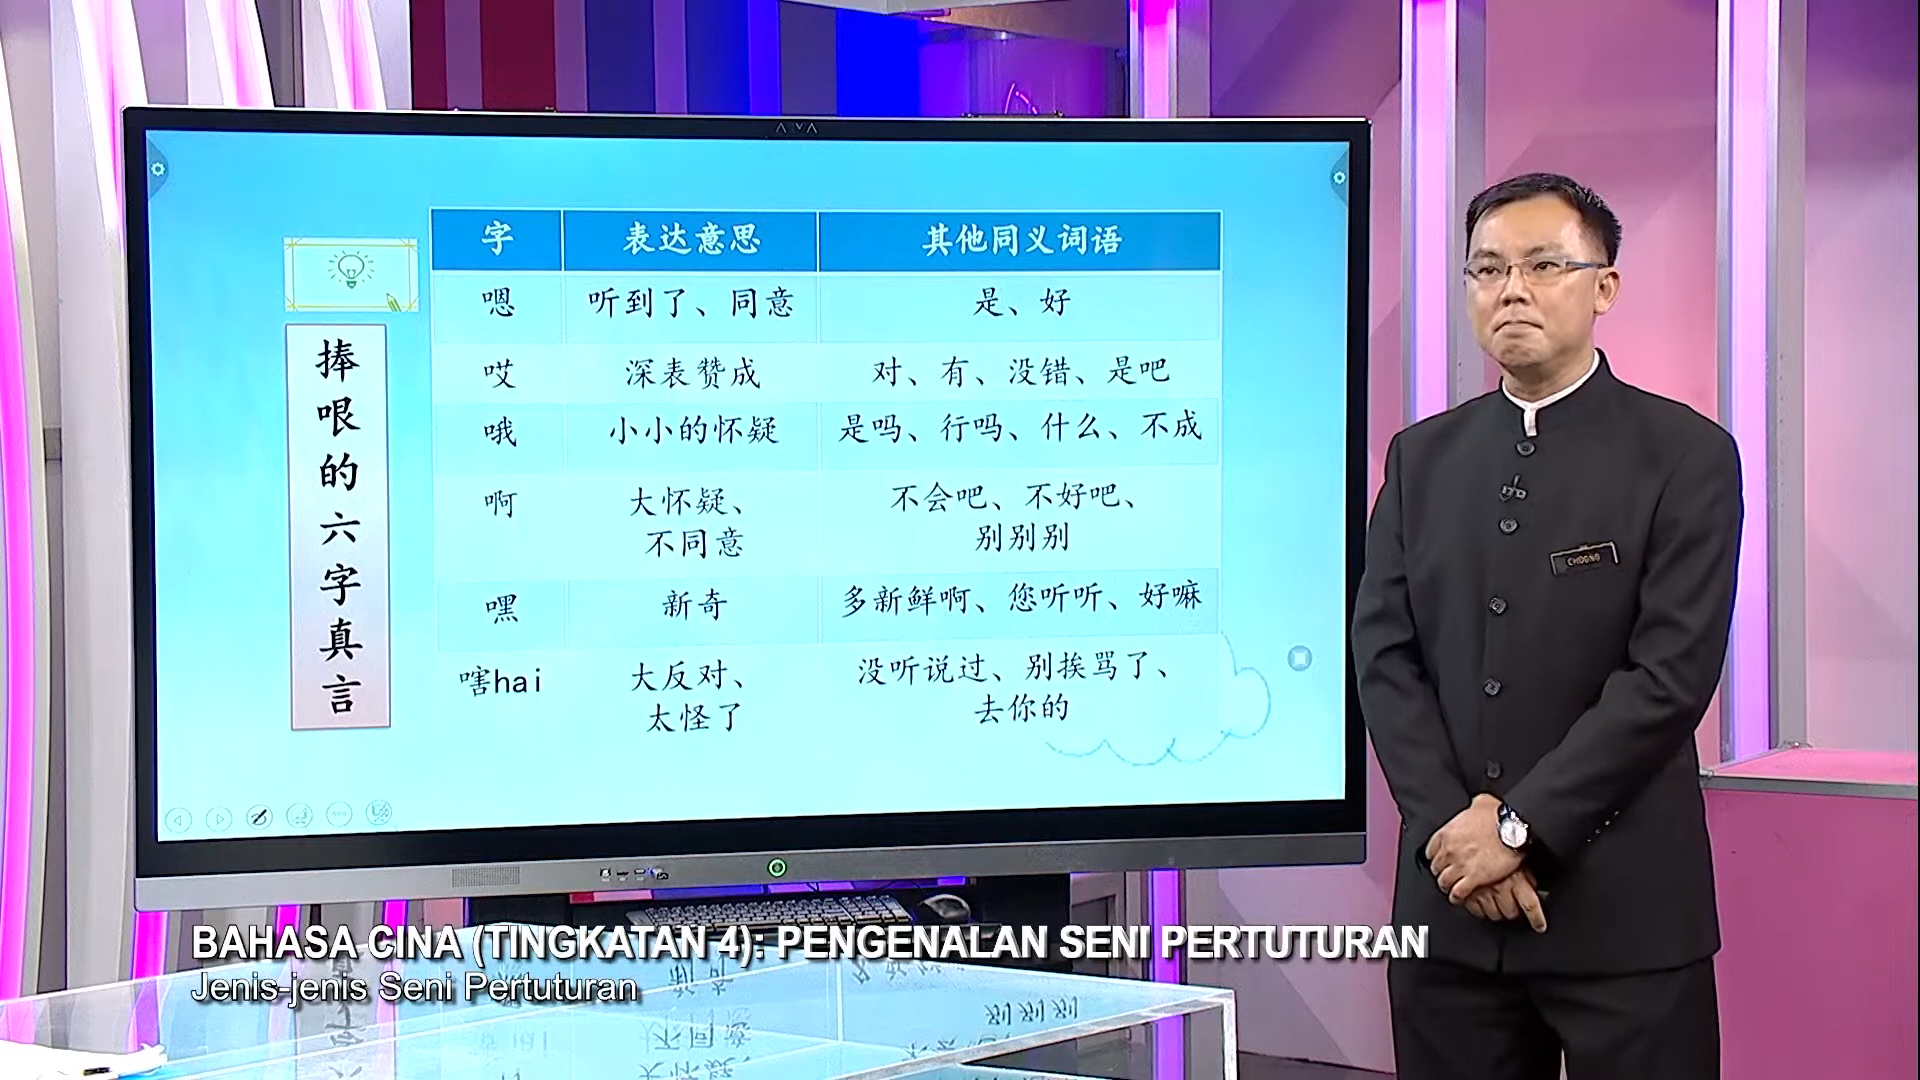 捧哏的六字真言
字 表达意思 其他同义词语
嗯 听到了、同意 是、好
哎 深表赞成 对、有、没错、是吧
哦 小小的怀疑 是吗、行吗、什么、不成
啊 大怀疑、 不会吧、不好吧、
不同意 别别别
嘿 新奇 多新鲜啊、您听听、好嘛
嗐hai 大反对、 没听说过、别挨骂了、
太怪了 去你的
CHOONG
BAHASA CINA (TINGKATAN 4): PENGENALAN SENI PERTUTURAN
Jenis-jenis Seni Pertuturan